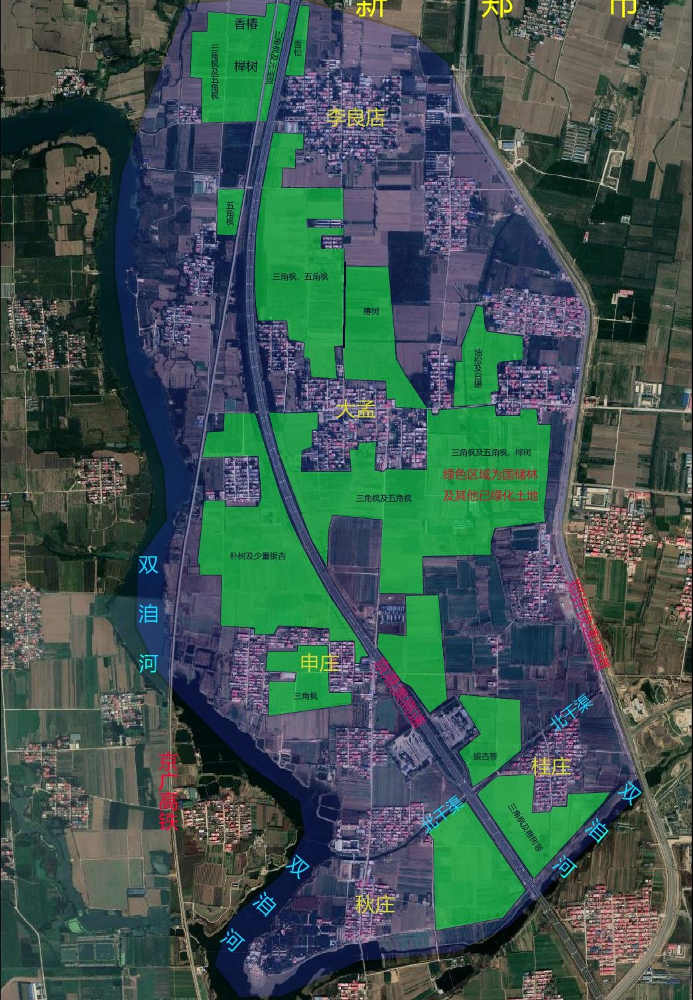 新 郑 市
香椿
榉树
三角枫及五角枫
三角枫及元宝枫
雪松
李良店
五角枫
三角枫、五角枫
椿树
油松及白蜡
大孟
三角枫及五角枫、榉树
绿色区域为国储林
及其他已绿化土地
三角枫及五角枫
朴树及少量银杏
双洎河
申庄
三角枫
北干渠
银杏等
桂庄
京广高铁
双洎河
北干渠
三角枫及楸树等
双洎河
秋庄